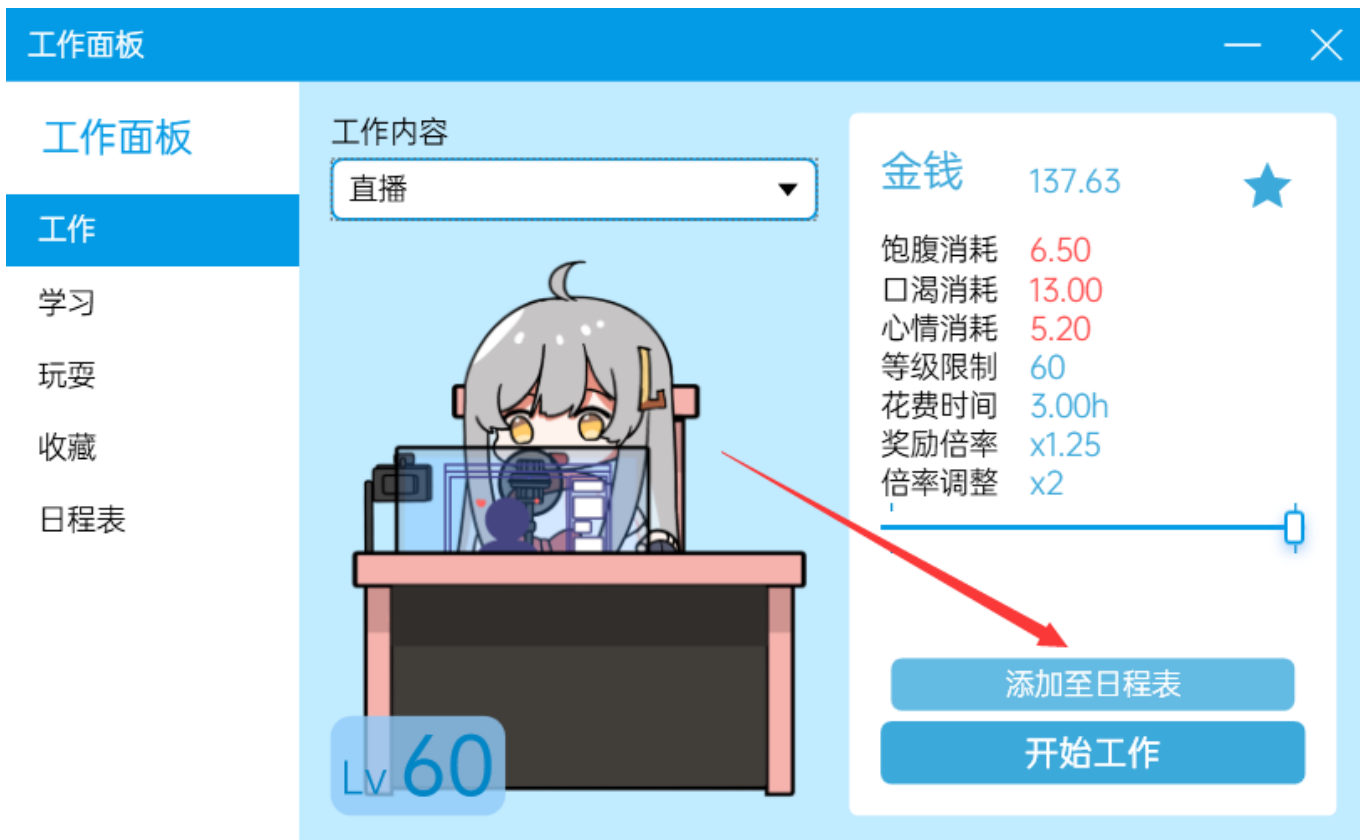 工作面板
工作面板
工作
学习
玩耍
收藏
日程表
工作内容
直播
Lv 60
金钱 137.63
饱腹消耗 6.50
口渴消耗 13.00
心情消耗 5.20
等级限制 60
花费时间 3.00h
奖励倍率 x1.25
倍率调整 x2
添加至日程表
开始工作